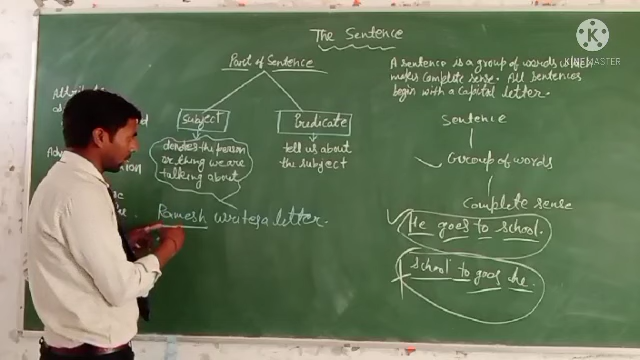 The Sentence
Part of Sentence
Subject
Predicate
denotes the person
or thing we are
talking about
tell us about
the subject
Ramesh writes a letter.
A sentence is a group of words which
makes complete sense. All sentences
begin with a capital letter.
Sentence
Group of words
Complete sense
He goes to school.
School to goes he.
KINEMASTER